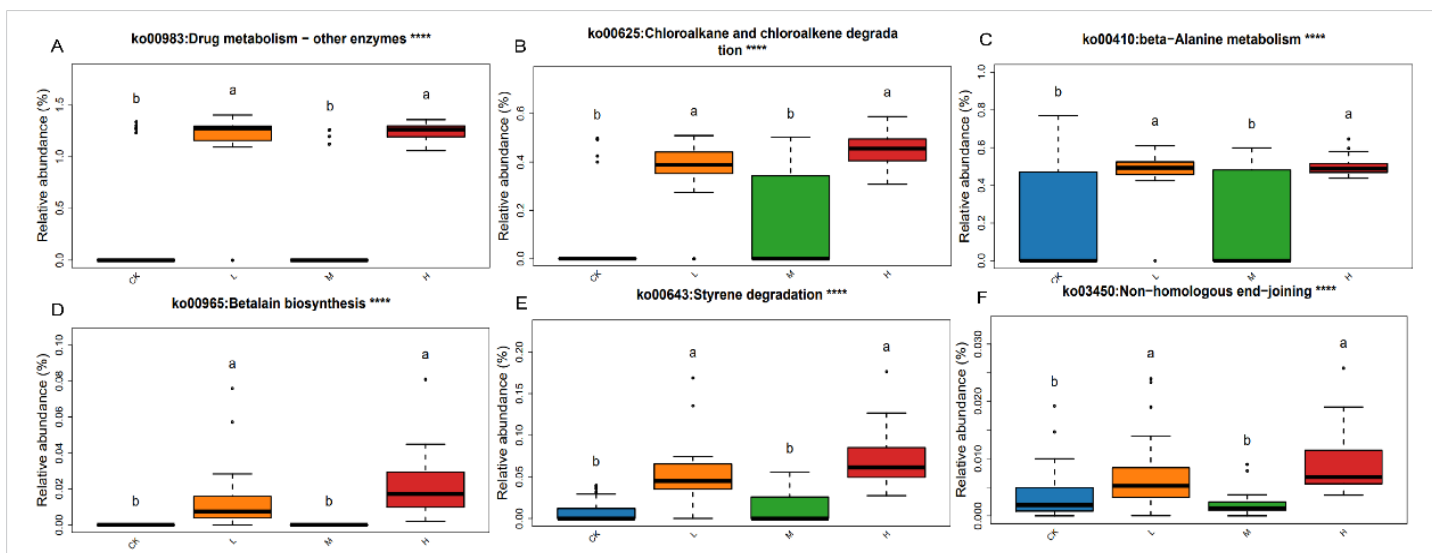 A
ko00983:Drug metabolism − other enzymes ****
Relative abundance (%)
0.0
0.5
1.0
1.5
b
a
b
a
CK
L
M
H
B
ko00625:Chloroalkane and chloroalkene degrada
tion ****
Relative abundance (%)
0.0
0.2
0.4
0.6
b
a
b
a
CK
L
M
H
C
ko00410:beta−Alanine metabolism ****
Relative abundance (%)
0.0
0.2
0.4
0.6
0.8
1.0
b
a
b
a
CK
L
M
H
D
ko00965:Betalain biosynthesis ****
Relative abundance (%)
0.00
0.02
0.04
0.06
0.08
0.10
b
a
b
a
CK
L
M
H
E
ko00643:Styrene degradation ****
Relative abundance (%)
0.00
0.05
0.10
0.15
0.20
b
a
b
a
CK
L
M
H
F
ko03450:Non−homologous end−joining ****
Relative abundance (%)
0.000
0.010
0.020
0.030
b
a
b
a
CK
L
M
H